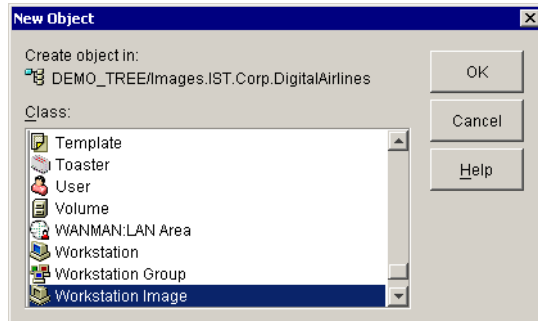 New Object
Create object in:
DEMO_TREE/Images.IST.Corp.DigitalAirlines
Class:
Template
Toaster
User
Volume
WANMAN:LAN Area
Workstation
Workstation Group
Workstation Image
OK
Cancel
Help